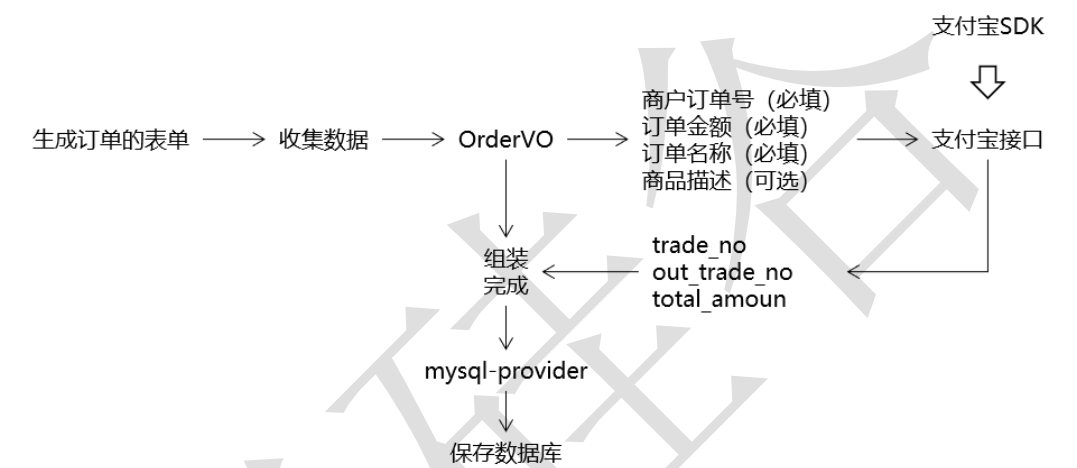 支付宝SDK
商户订单号（必填）
订单金额（必填）
订单名称（必填）
商品描述（可选）
生成订单的表单
收集数据
OrderVO
支付宝接口
trade_no
out_trade_no
total_amoun
组装
完成
mysql-provider
保存数据库